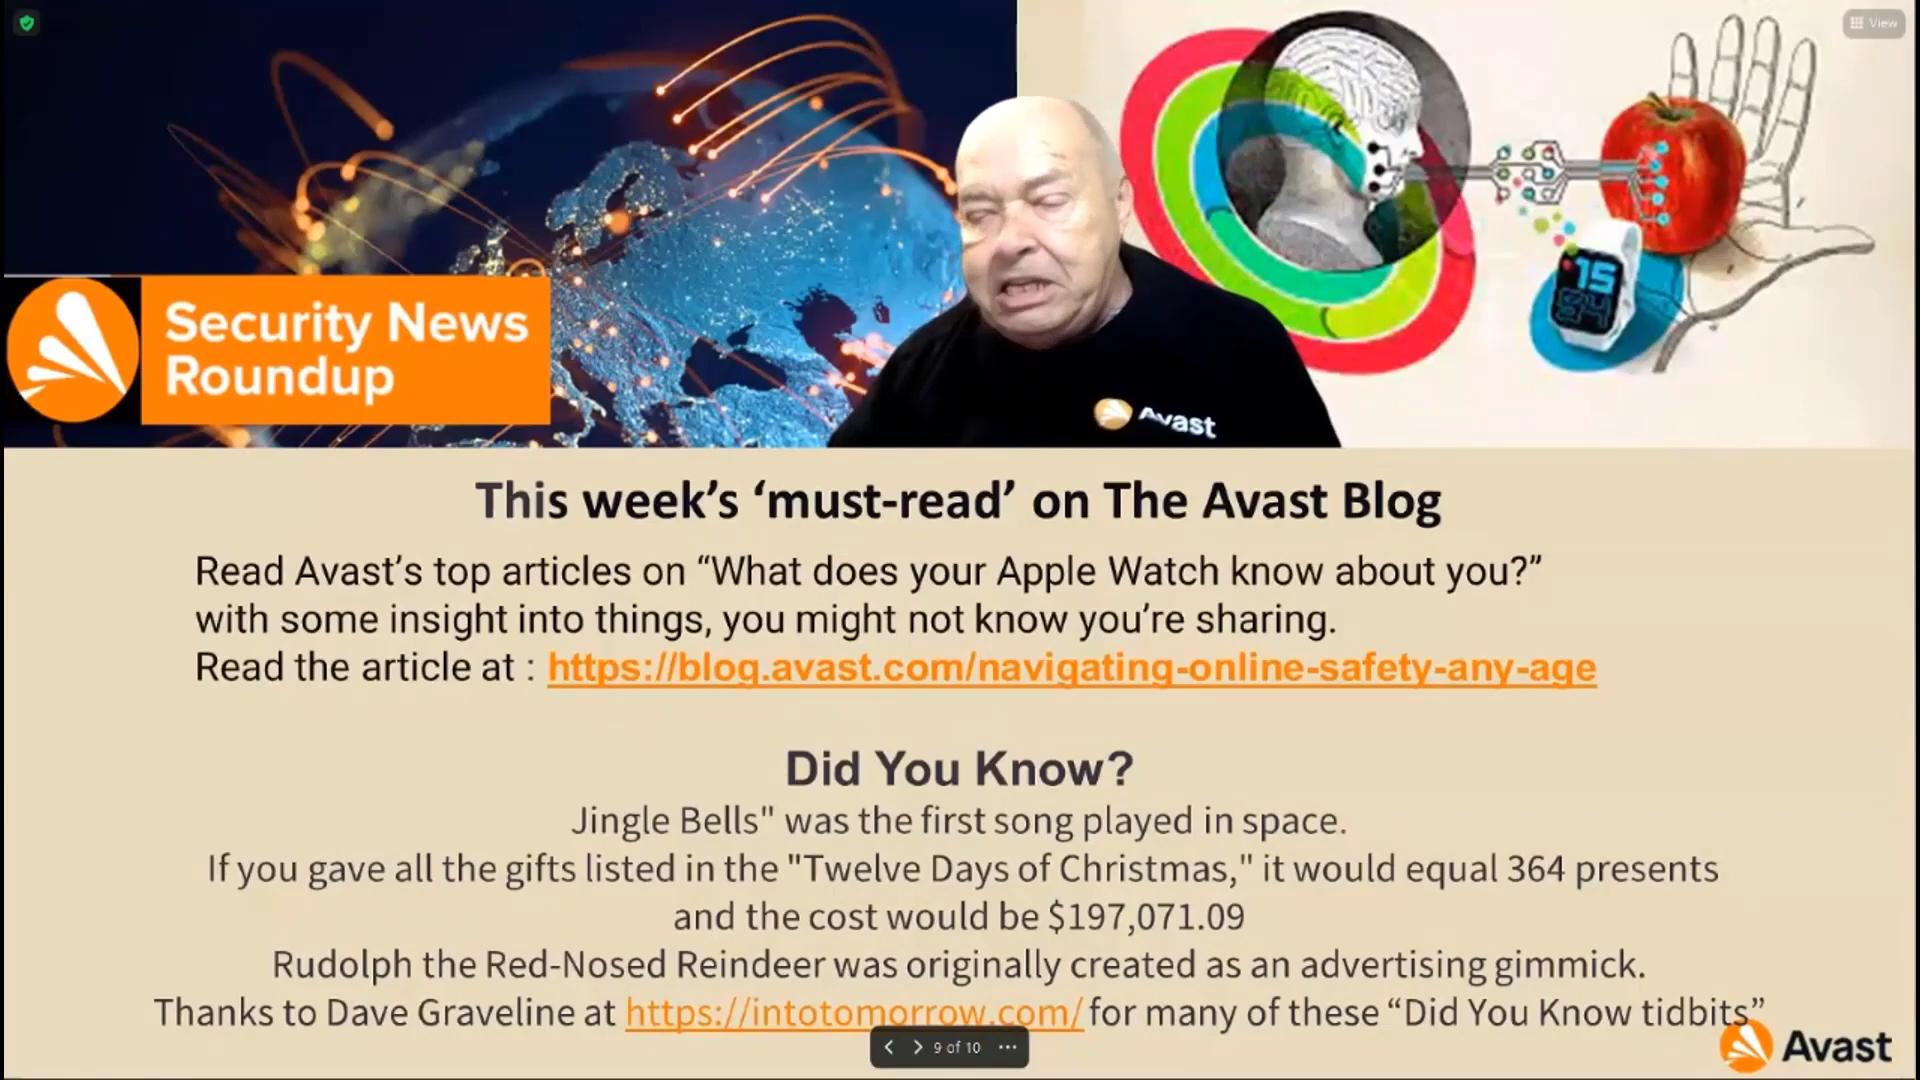 View
Security News
Roundup
15
Avast
This week’s ‘must-read’ on The Avast Blog
Read Avast’s top articles on “What does your Apple Watch know about you?”
with some insight into things, you might not know you’re sharing.
Read the article at : https://blog.avast.com/navigating-online-safety-any-age
Did You Know?
Jingle Bells" was the first song played in space.
If you gave all the gifts listed in the "Twelve Days of Christmas," it would equal 364 presents
and the cost would be $197,071.09
Rudolph the Red-Nosed Reindeer was originally created as an advertising gimmick.
Thanks to Dave Graveline at https://intotomorrow.com/ for many of these “Did You Know tidbits”
9 of 10
Avast